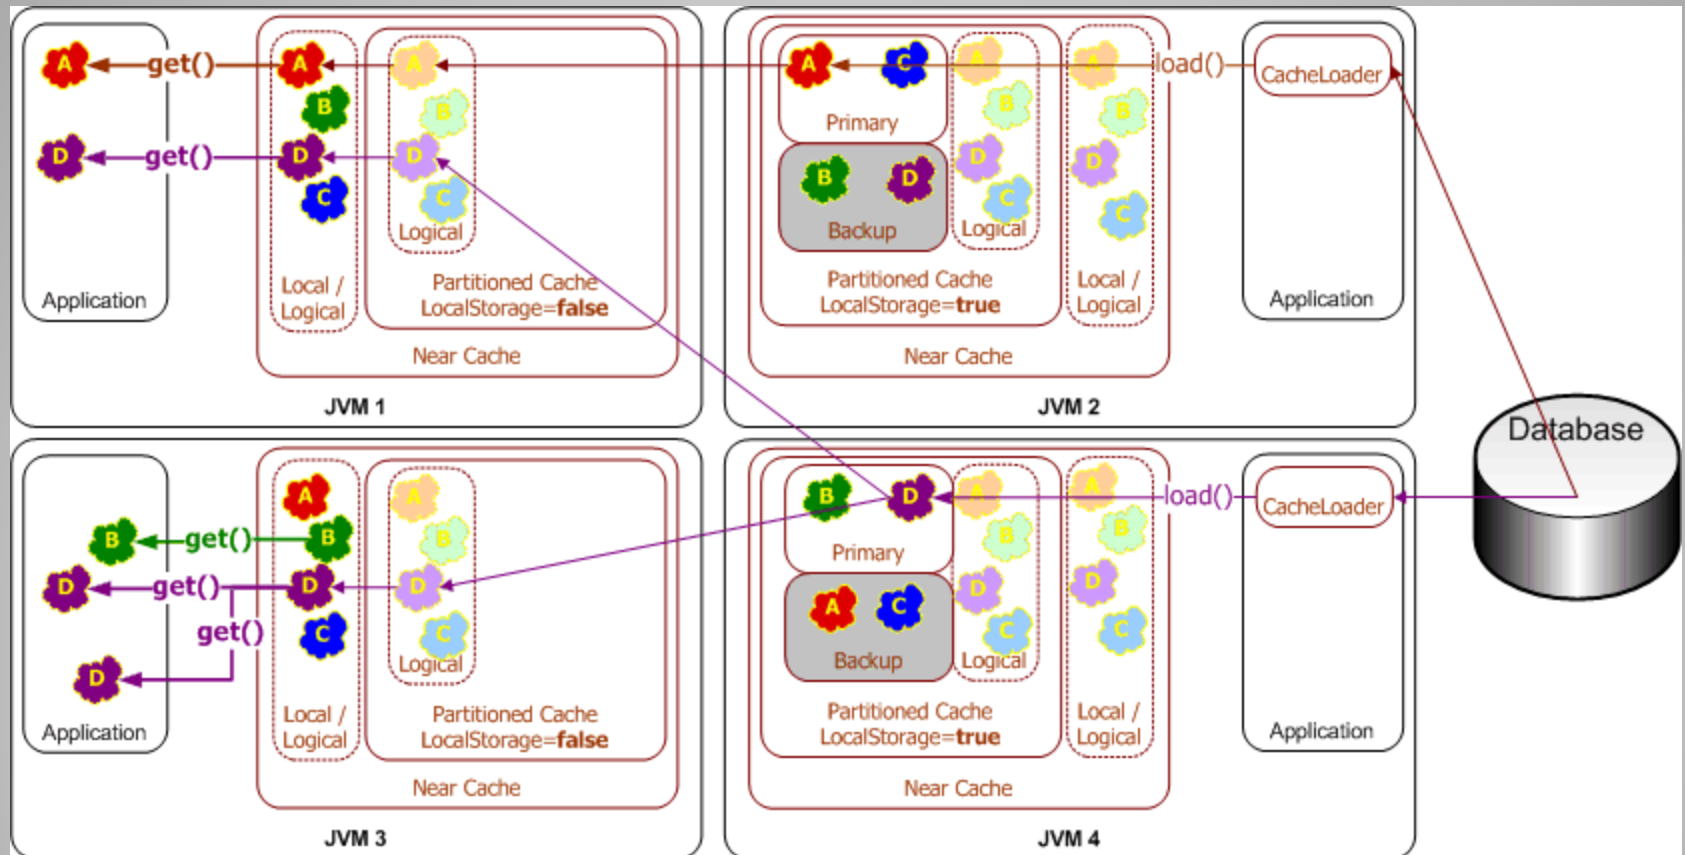 A
get()
A
A
B
D
get()
D
D
B
C
C
Logical
Local /
Logical
Partitioned Cache
LocalStorage=false
Application
Near Cache
JVM 1
A
C
Primary
B
D
Backup
A
B
D
C
Logical
A
B
D
C
Partitioned Cache
LocalStorage=true
Local /
Logical
Near Cache
load()
CacheLoader
Application
JVM 2
Database
A
A
B
get()
B
B
D
get()
D
D
get()
C
C
D
Logical
Local /
Logical
Partitioned Cache
LocalStorage=false
Application
Near Cache
JVM 3
B
D
Primary
A
C
Backup
A
B
D
C
Logical
A
B
D
C
Partitioned Cache
LocalStorage=true
Local /
Logical
Near Cache
load()
CacheLoader
Application
JVM 4